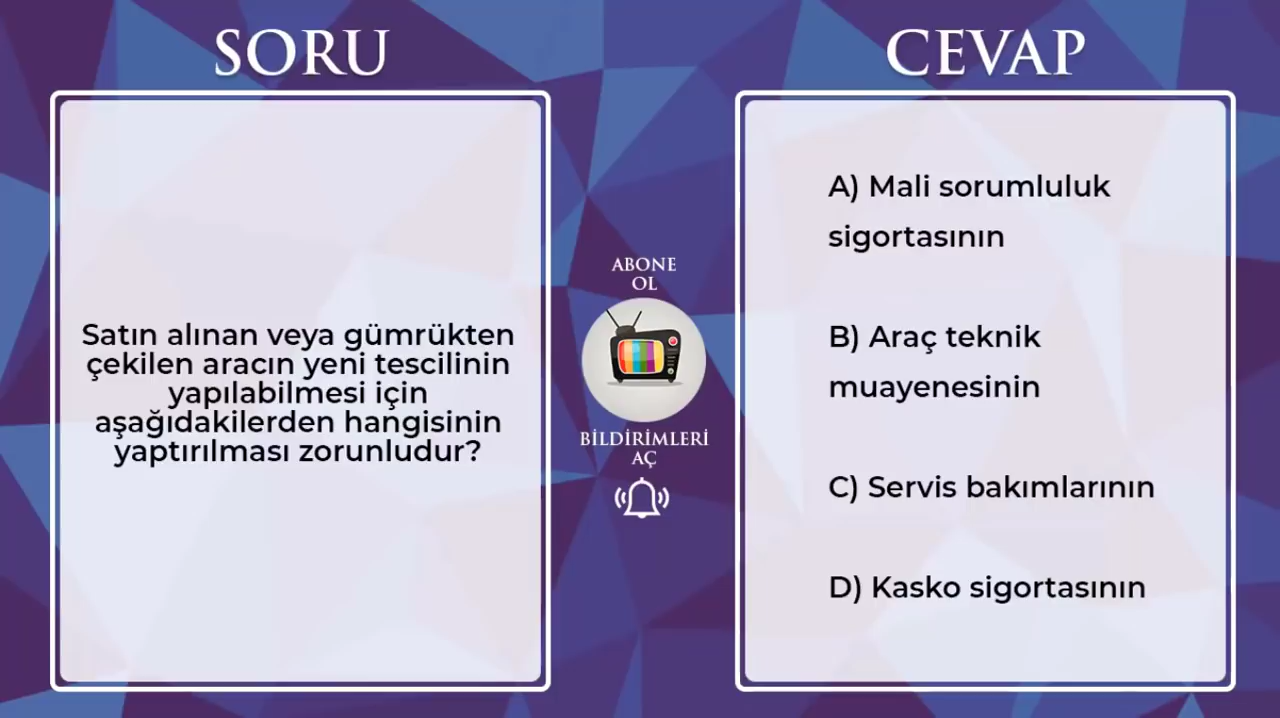 SORU
Satın alınan veya gümrükten
çekilen aracın yeni tescilinin
yapılabilmesi için
aşağıdakilerden hangisinin
yaptırılması zorunludur?
ABONE
OL
BİLDİRİMLERİ
AÇ
CEVAP
A) Mali sorumluluk
sigortasının
B) Araç teknik
muayenesinin
C) Servis bakımlarının
D) Kasko sigortasının